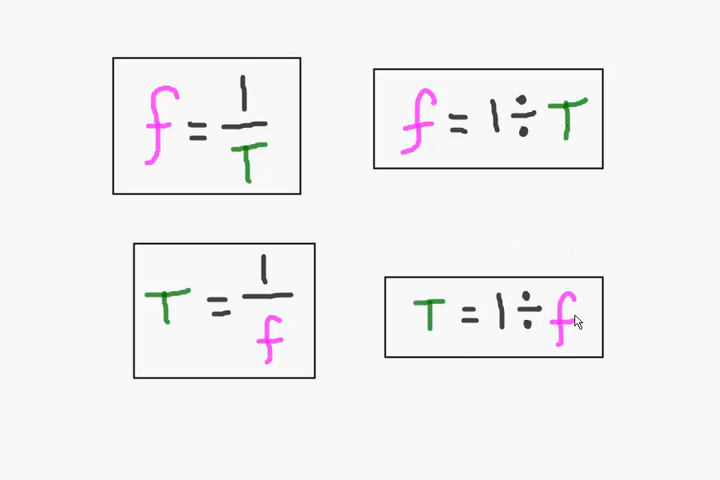 f = 1/T
f = 1 ÷ T
T = 1/f
T = 1 ÷ f